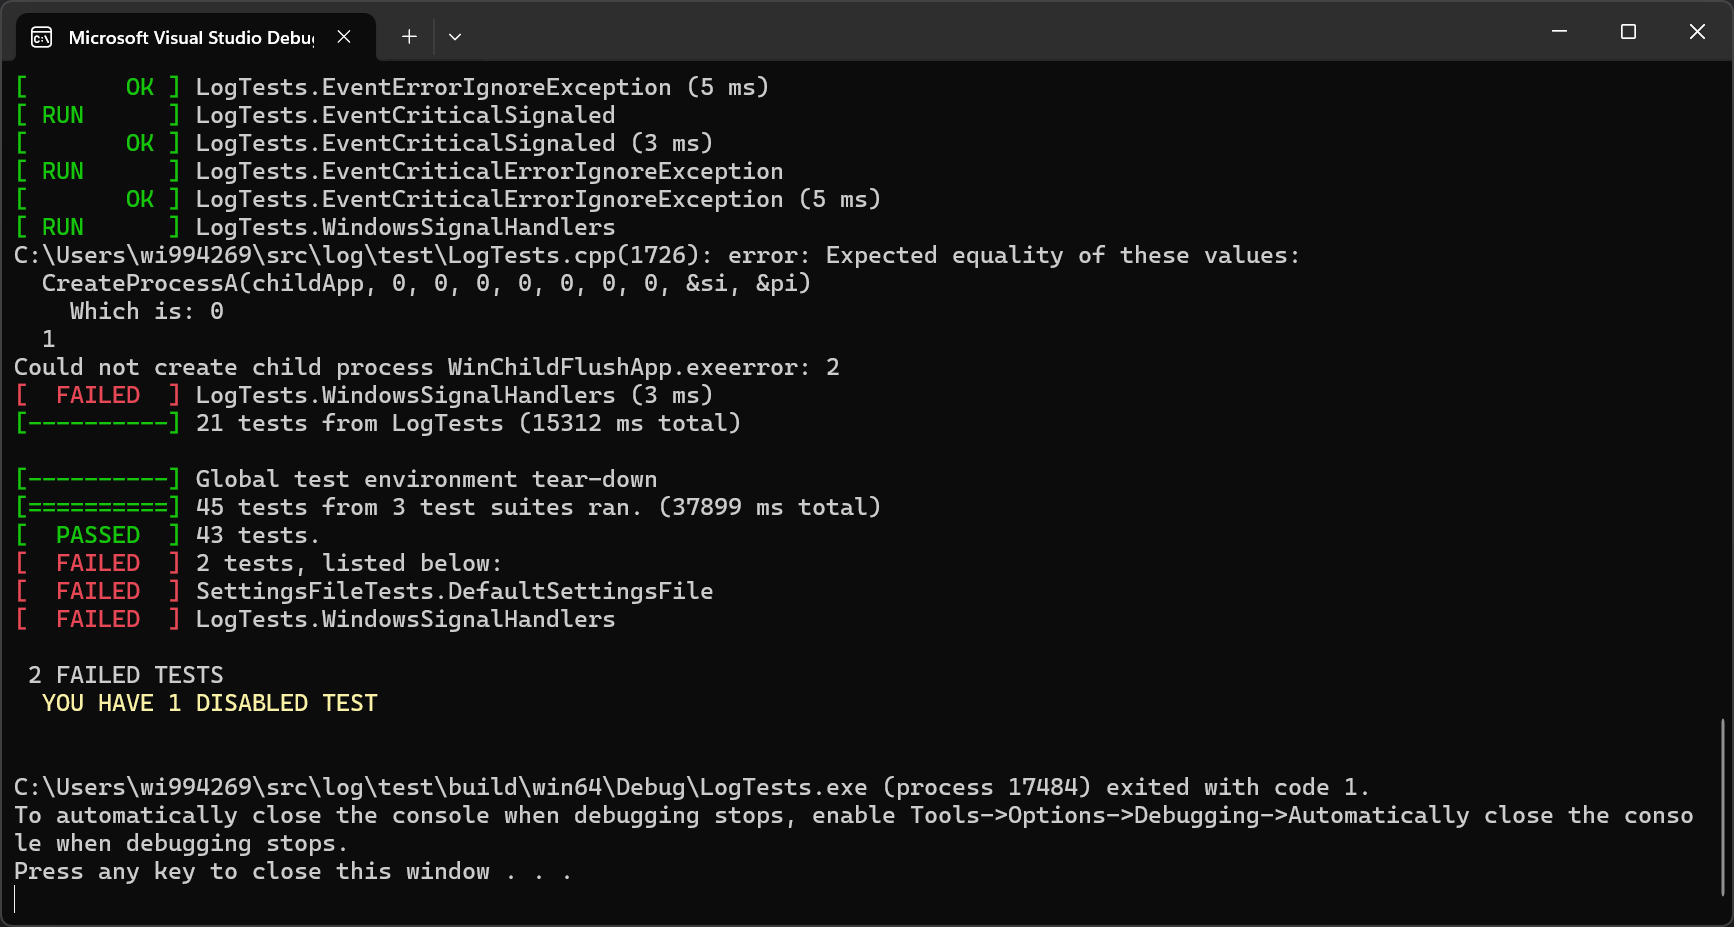 Microsoft Visual Studio Debu
[       OK ] LogTests.EventErrorIgnoreException (5 ms)
[ RUN      ] LogTests.EventCriticalSignaled
[       OK ] LogTests.EventCriticalSignaled (3 ms)
[ RUN      ] LogTests.EventCriticalErrorIgnoreException
[       OK ] LogTests.EventCriticalErrorIgnoreException (5 ms)
[ RUN      ] LogTests.WindowsSignalHandlers
C:\Users\wi994269\src\log\test\LogTests.cpp(1726): error: Expected equality of these values:
  CreateProcessA(childApp, 0, 0, 0, 0, 0, 0, 0, &si, &pi)
    Which is: 0
  1
Could not create child process WinChildFlushApp.exeerror: 2
[  FAILED  ] LogTests.WindowsSignalHandlers (3 ms)
[----------] 21 tests from LogTests (15312 ms total)

[----------] Global test environment tear-down
[==========] 45 tests from 3 test suites ran. (37899 ms total)
[  PASSED  ] 43 tests.
[  FAILED  ] 2 tests, listed below:
[  FAILED  ] SettingsFileTests.DefaultSettingsFile
[  FAILED  ] LogTests.WindowsSignalHandlers

 2 FAILED TESTS
  YOU HAVE 1 DISABLED TEST

C:\Users\wi994269\src\log\test\build\win64\Debug\LogTests.exe (process 17484) exited with code 1.
To automatically close the console when debugging stops, enable Tools->Options->Debugging->Automatically close the conso
le when debugging stops.
Press any key to close this window . . .